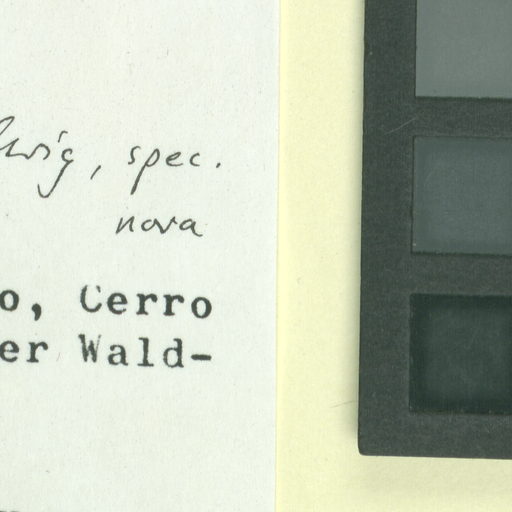 spec.
nova
o, Cerro
er Wald-